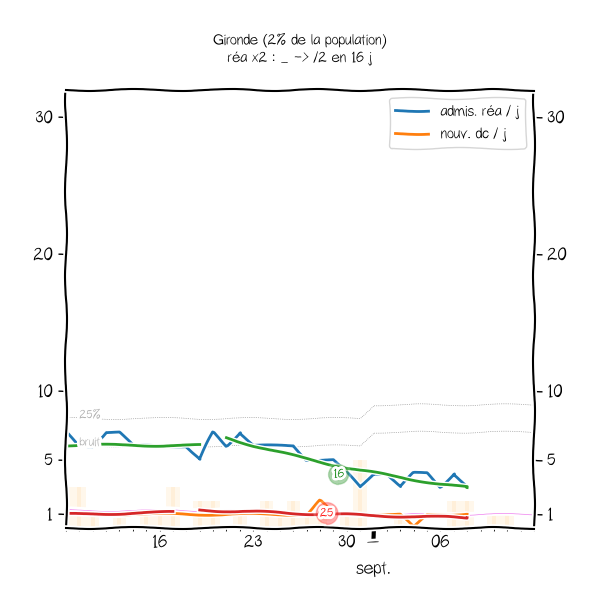 Gironde (2% de la population)
réa x2 : _ -> /2 en 16 j
admis. réa / j
nouv. dc / j
30 30
20 20
10 10
25%
bruit
5 5
16
25
1 1
16 23 30 1 06
sept.